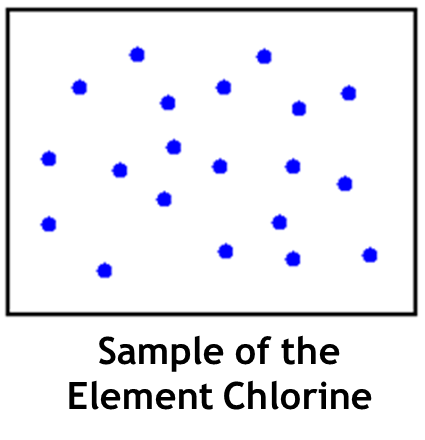 Sample of the
Element Chlorine